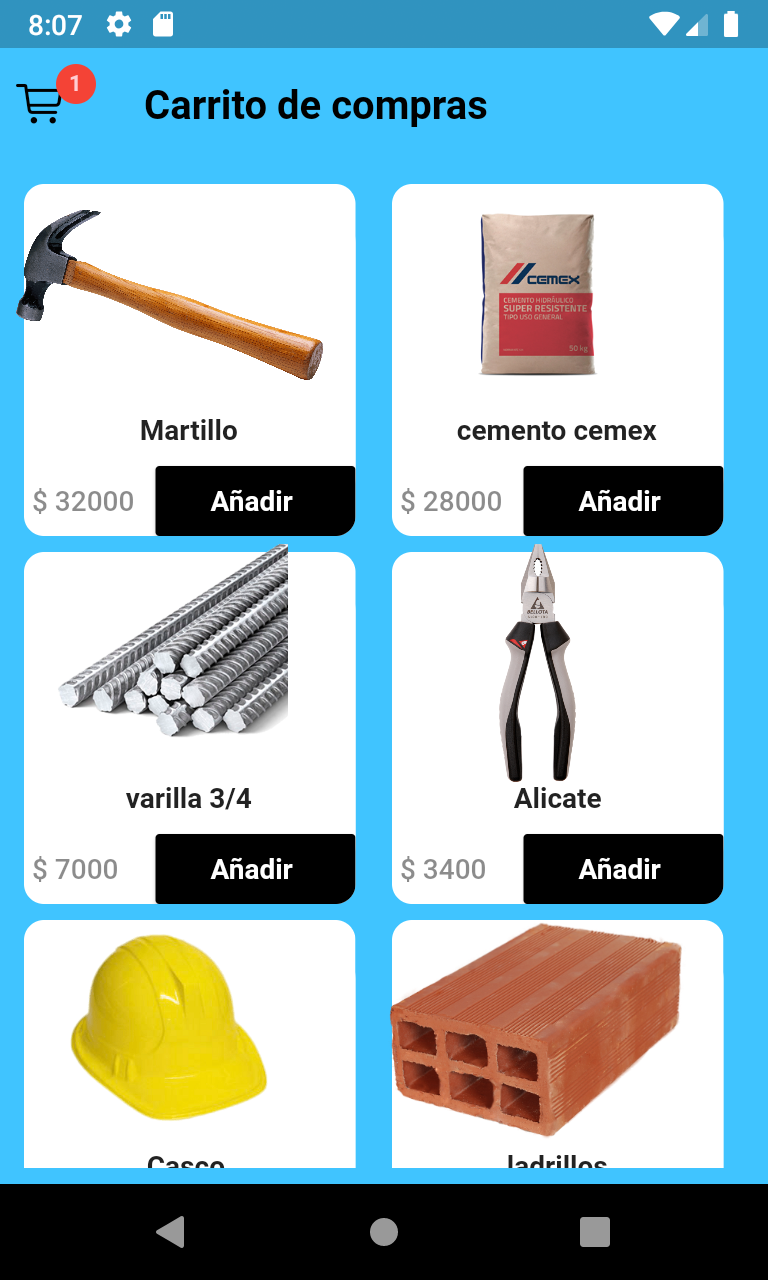 8:07
1
Carrito de compras
CEMEX
CEMENTO HIDRÁULICO
SUPER RESISTENTE
TIPO USO GENERAL
50 kg
Martillo
cemento cemex
$ 32000
Añadir
$ 28000
Añadir
BELLOTA
varilla 3/4
Alicate
$ 7000
Añadir
$ 3400
Añadir
Casco
ladrillos